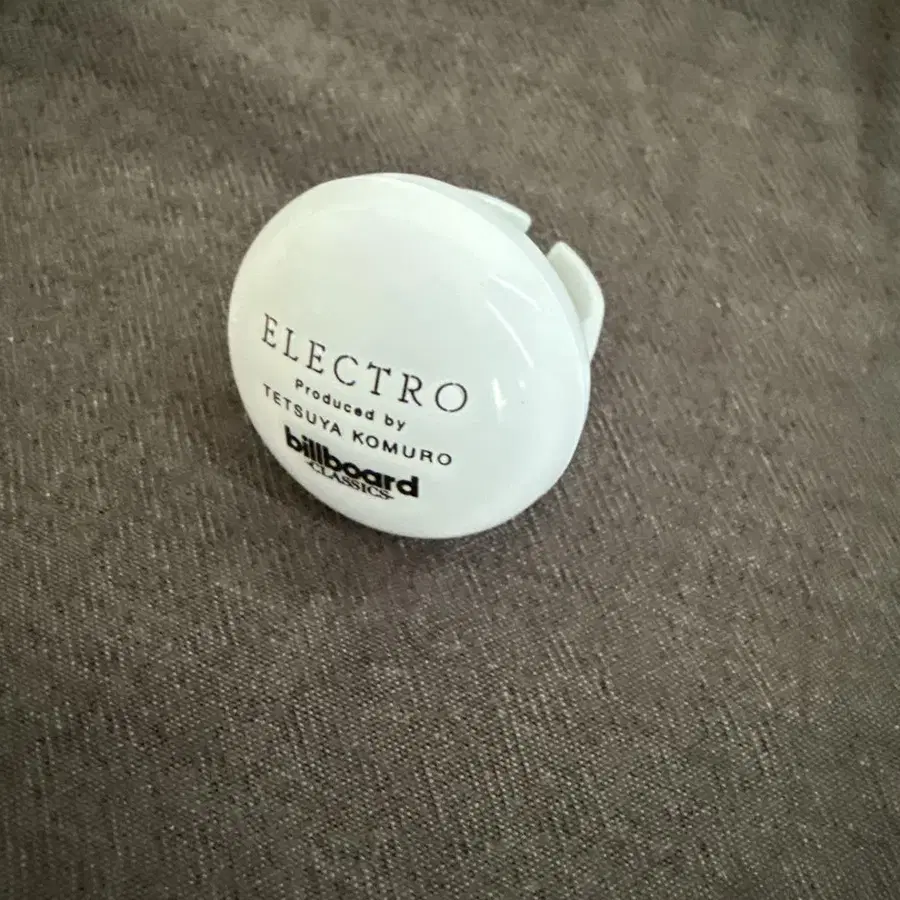 ELECTRO
Produced by
TETSUYA KOMURO
billboard
-CLASSICS-